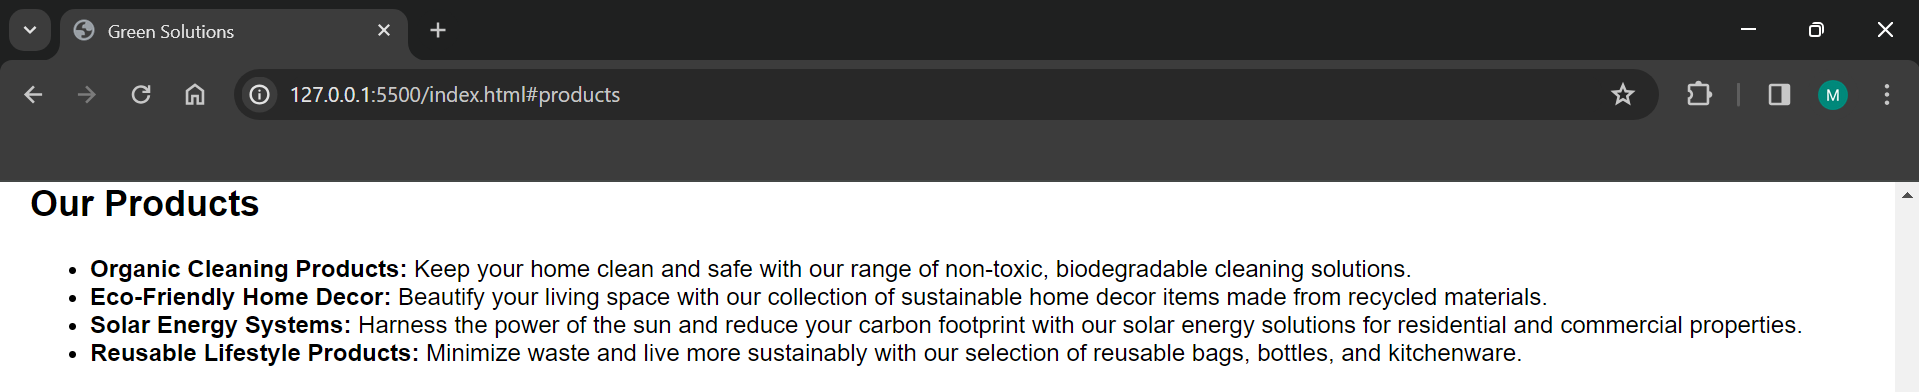 Green Solutions
127.0.0.1:5500/index.html#products
M
Our Products
• Organic Cleaning Products: Keep your home clean and safe with our range of non-toxic, biodegradable cleaning solutions.
• Eco-Friendly Home Decor: Beautify your living space with our collection of sustainable home decor items made from recycled materials.
• Solar Energy Systems: Harness the power of the sun and reduce your carbon footprint with our solar energy solutions for residential and commercial properties.
• Reusable Lifestyle Products: Minimize waste and live more sustainably with our selection of reusable bags, bottles, and kitchenware.